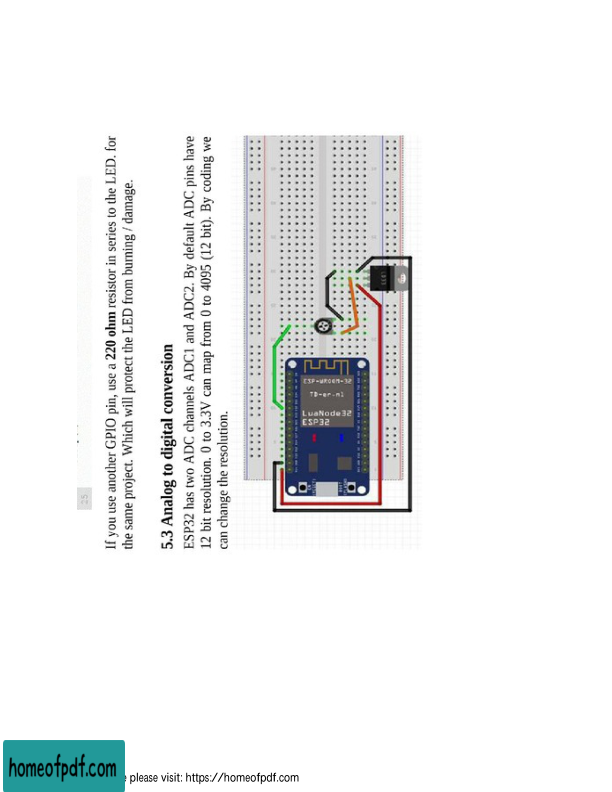 25
If you use another GPIO pin, use a 220 ohm resistor in series to the LED. for
the same project. Which will protect the LED from burning / damage.
5.3 Analog to digital conversion
ESP32 has two ADC channels ADC1 and ADC2. By default ADC pins have
12 bit resolution. 0 to 3.3V can map from 0 to 4095 (12 bit). By coding we
can change the resolution.
ESP-WROOM-32
LuaNode32
ESP32
homeofpdf.com
e please visit: https://homeofpdf.com